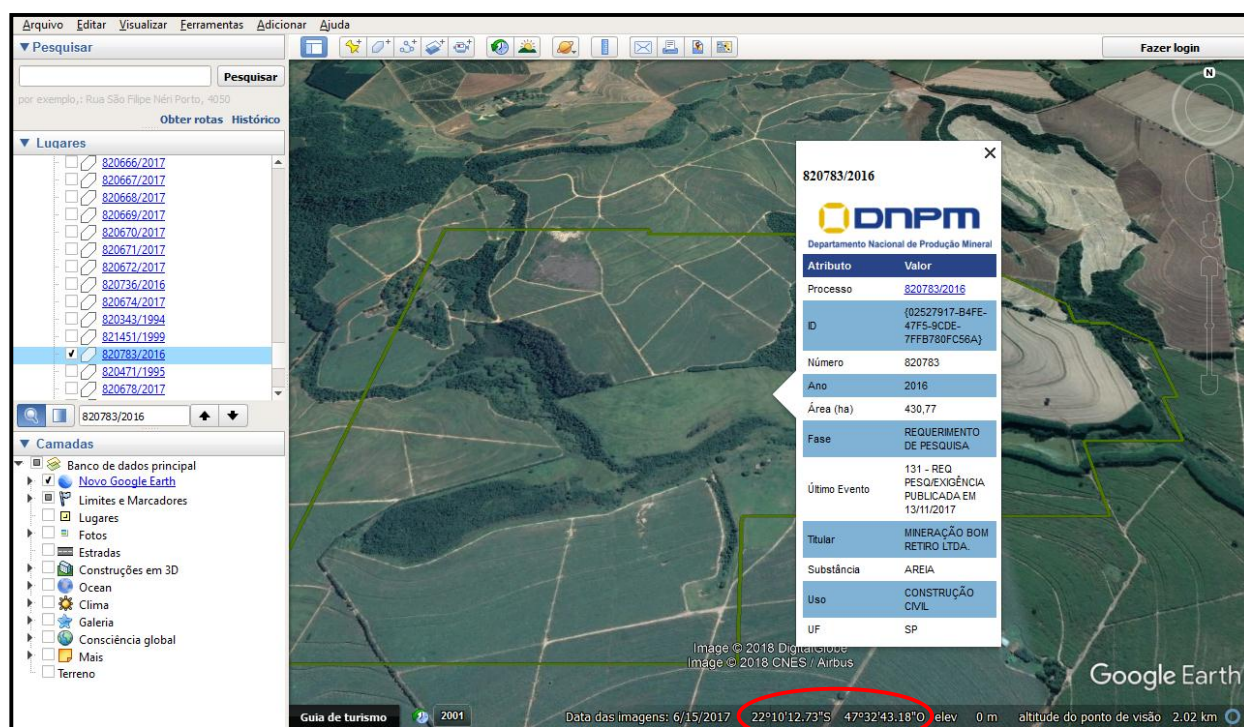 Arquivo Editar Visualizar Ferramentas Adicionar Ajuda
Pesquisar
Pesquisar
por exemplo,: Rua São Filipe Néri Porto, 4050
Obter rotas Histórico
Lugares
820666/2017
820667/2017
820668/2017
820669/2017
820670/2017
820671/2017
820672/2017
820736/2016
820674/2017
820343/1994
821451/1999
820783/2016
820471/1995
820678/2017
820783/2016
Camadas
Banco de dados principal
Novo Google Earth
Limites e Marcadores
Lugares
Fotos
Estradas
Construções em 3D
Ocean
Clima
Galeria
Consciência global
Mais
Terreno
Fazer login
N
820783/2016
DNPM
Departamento Nacional de Produção Mineral
Atributo Valor
Processo 820783/2016
ID {02527917-B4FE-
47F5-9CDE-
7FFB780FC56A}
Número 820783
Ano 2016
Área (ha) 430,77
Fase REQUERIMENTO
DE PESQUISA
Último Evento 131 - REQ
PESQ/EXIGÊNCIA
PUBLICADA EM
13/11/2017
Titular MINERAÇÃO BOM
RETIRO LTDA.
Substância AREIA
Uso CONSTRUÇÃO
CIVIL
UF SP
Image © 2018 DigitalGlobe
Image © 2018 CNES / Airbus
Google Earth
Guia de turismo 2001 Data das imagens: 6/15/2017 22°10'12.73"S 47°32'43.18"O elev 0 m altitude do ponto de visão 2.02 km